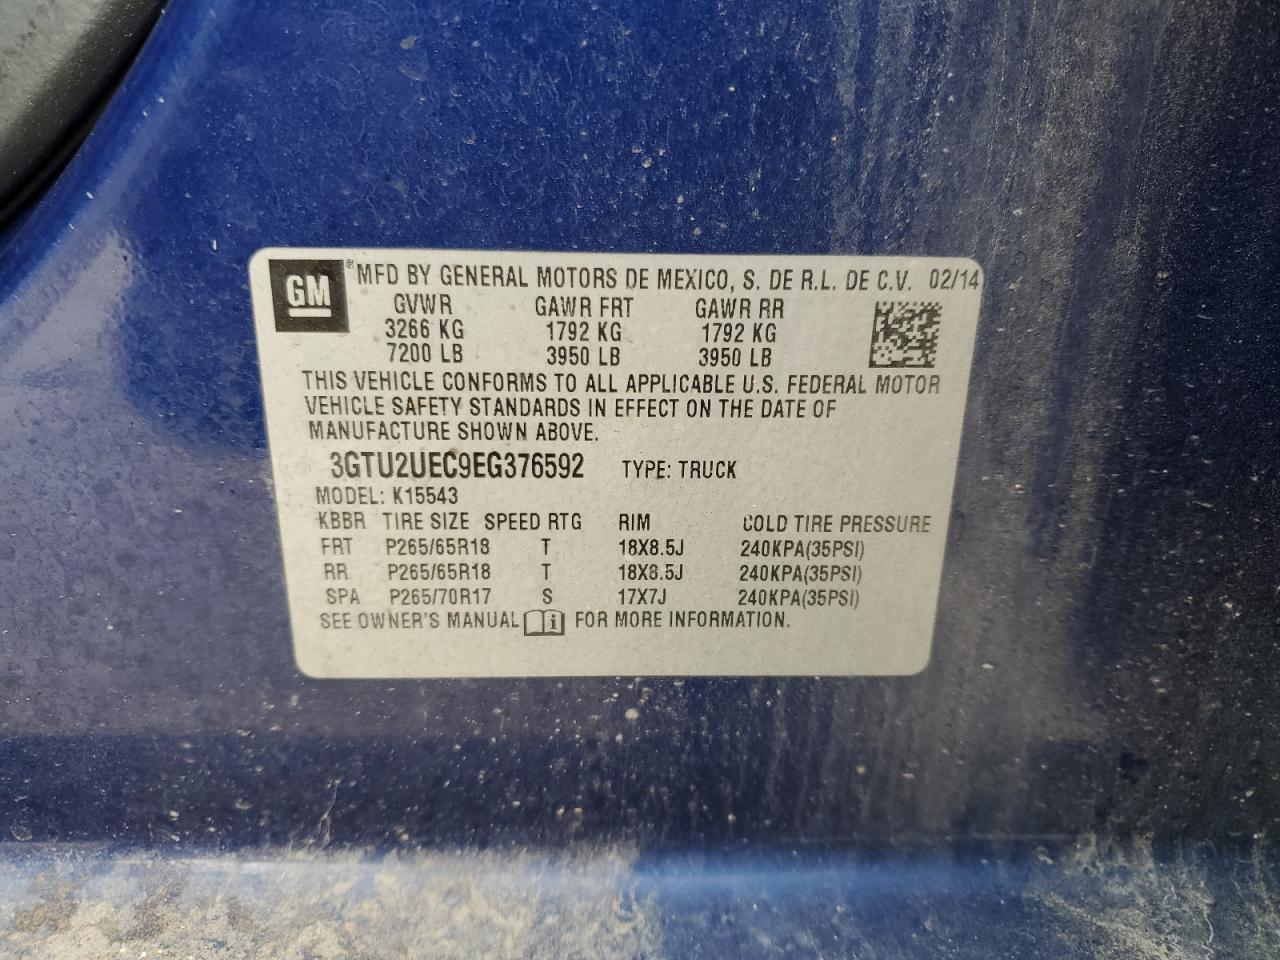 GM ® MFD BY GENERAL MOTORS DE MEXICO, S. DE R.L. DE C.V. 02/14
GVWR GAWR FRT GAWR RR
3266 KG 1792 KG 1792 KG
7200 LB 3950 LB 3950 LB
THIS VEHICLE CONFORMS TO ALL APPLICABLE U.S. FEDERAL MOTOR
VEHICLE SAFETY STANDARDS IN EFFECT ON THE DATE OF
MANUFACTURE SHOWN ABOVE.
3GTU2UEC9EG376592 TYPE: TRUCK
MODEL: K15543
KBBR TIRE SIZE SPEED RTG RIM COLD TIRE PRESSURE
FRT P265/65R18 T 18X8.5J 240KPA(35PSI)
RR P265/65R18 T 18X8.5J 240KPA(35PSI)
SPA P265/70R17 S 17X7J 240KPA(35PSI)
SEE OWNER'S MANUAL i FOR MORE INFORMATION.